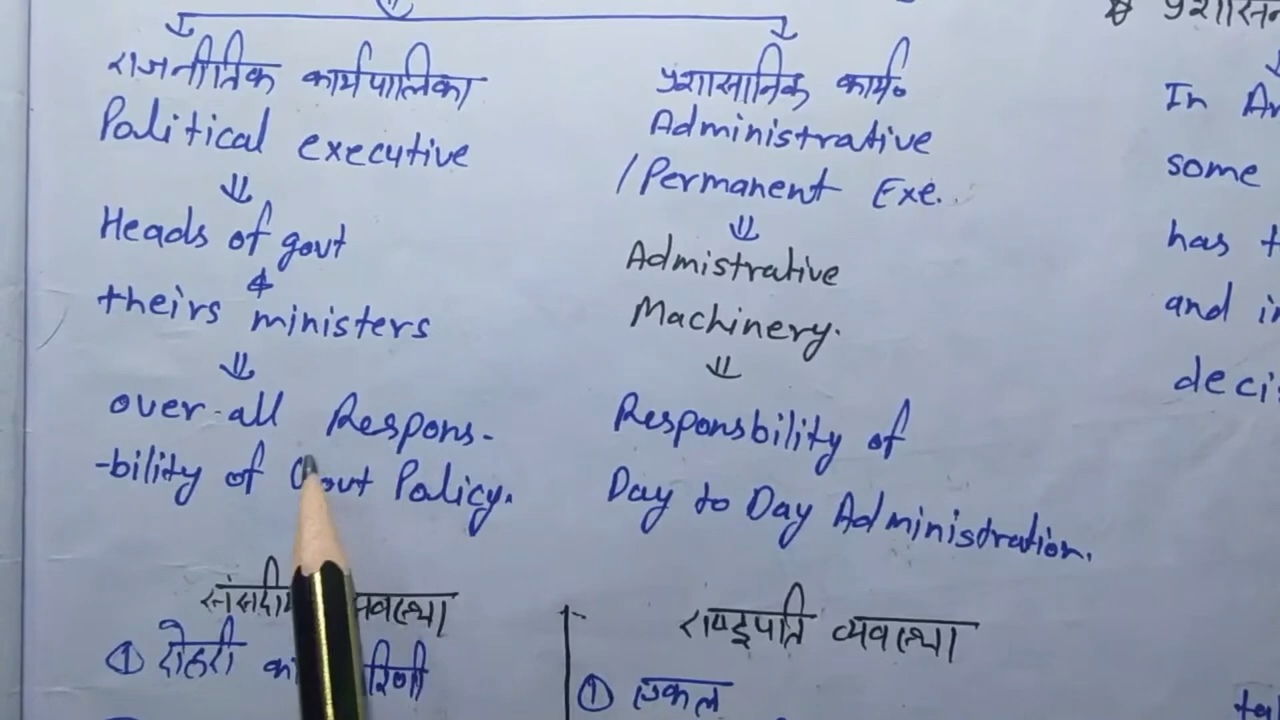 राजनीतिक कार्यपालिका
Political executive
⇓
Heads of govt
&
theirs ministers
⇓
over-all Respons-
-bility of Govt Policy.
प्रशासानिक कार्य०
Administrative
/Permanent Exe.
⇓
Admistrative
Machinery.
⇓
Responsbility of
Day to Day Administration.
① दोहरी
राष्ट्रपति व्यवस्था
① एकल
In
some
has
and